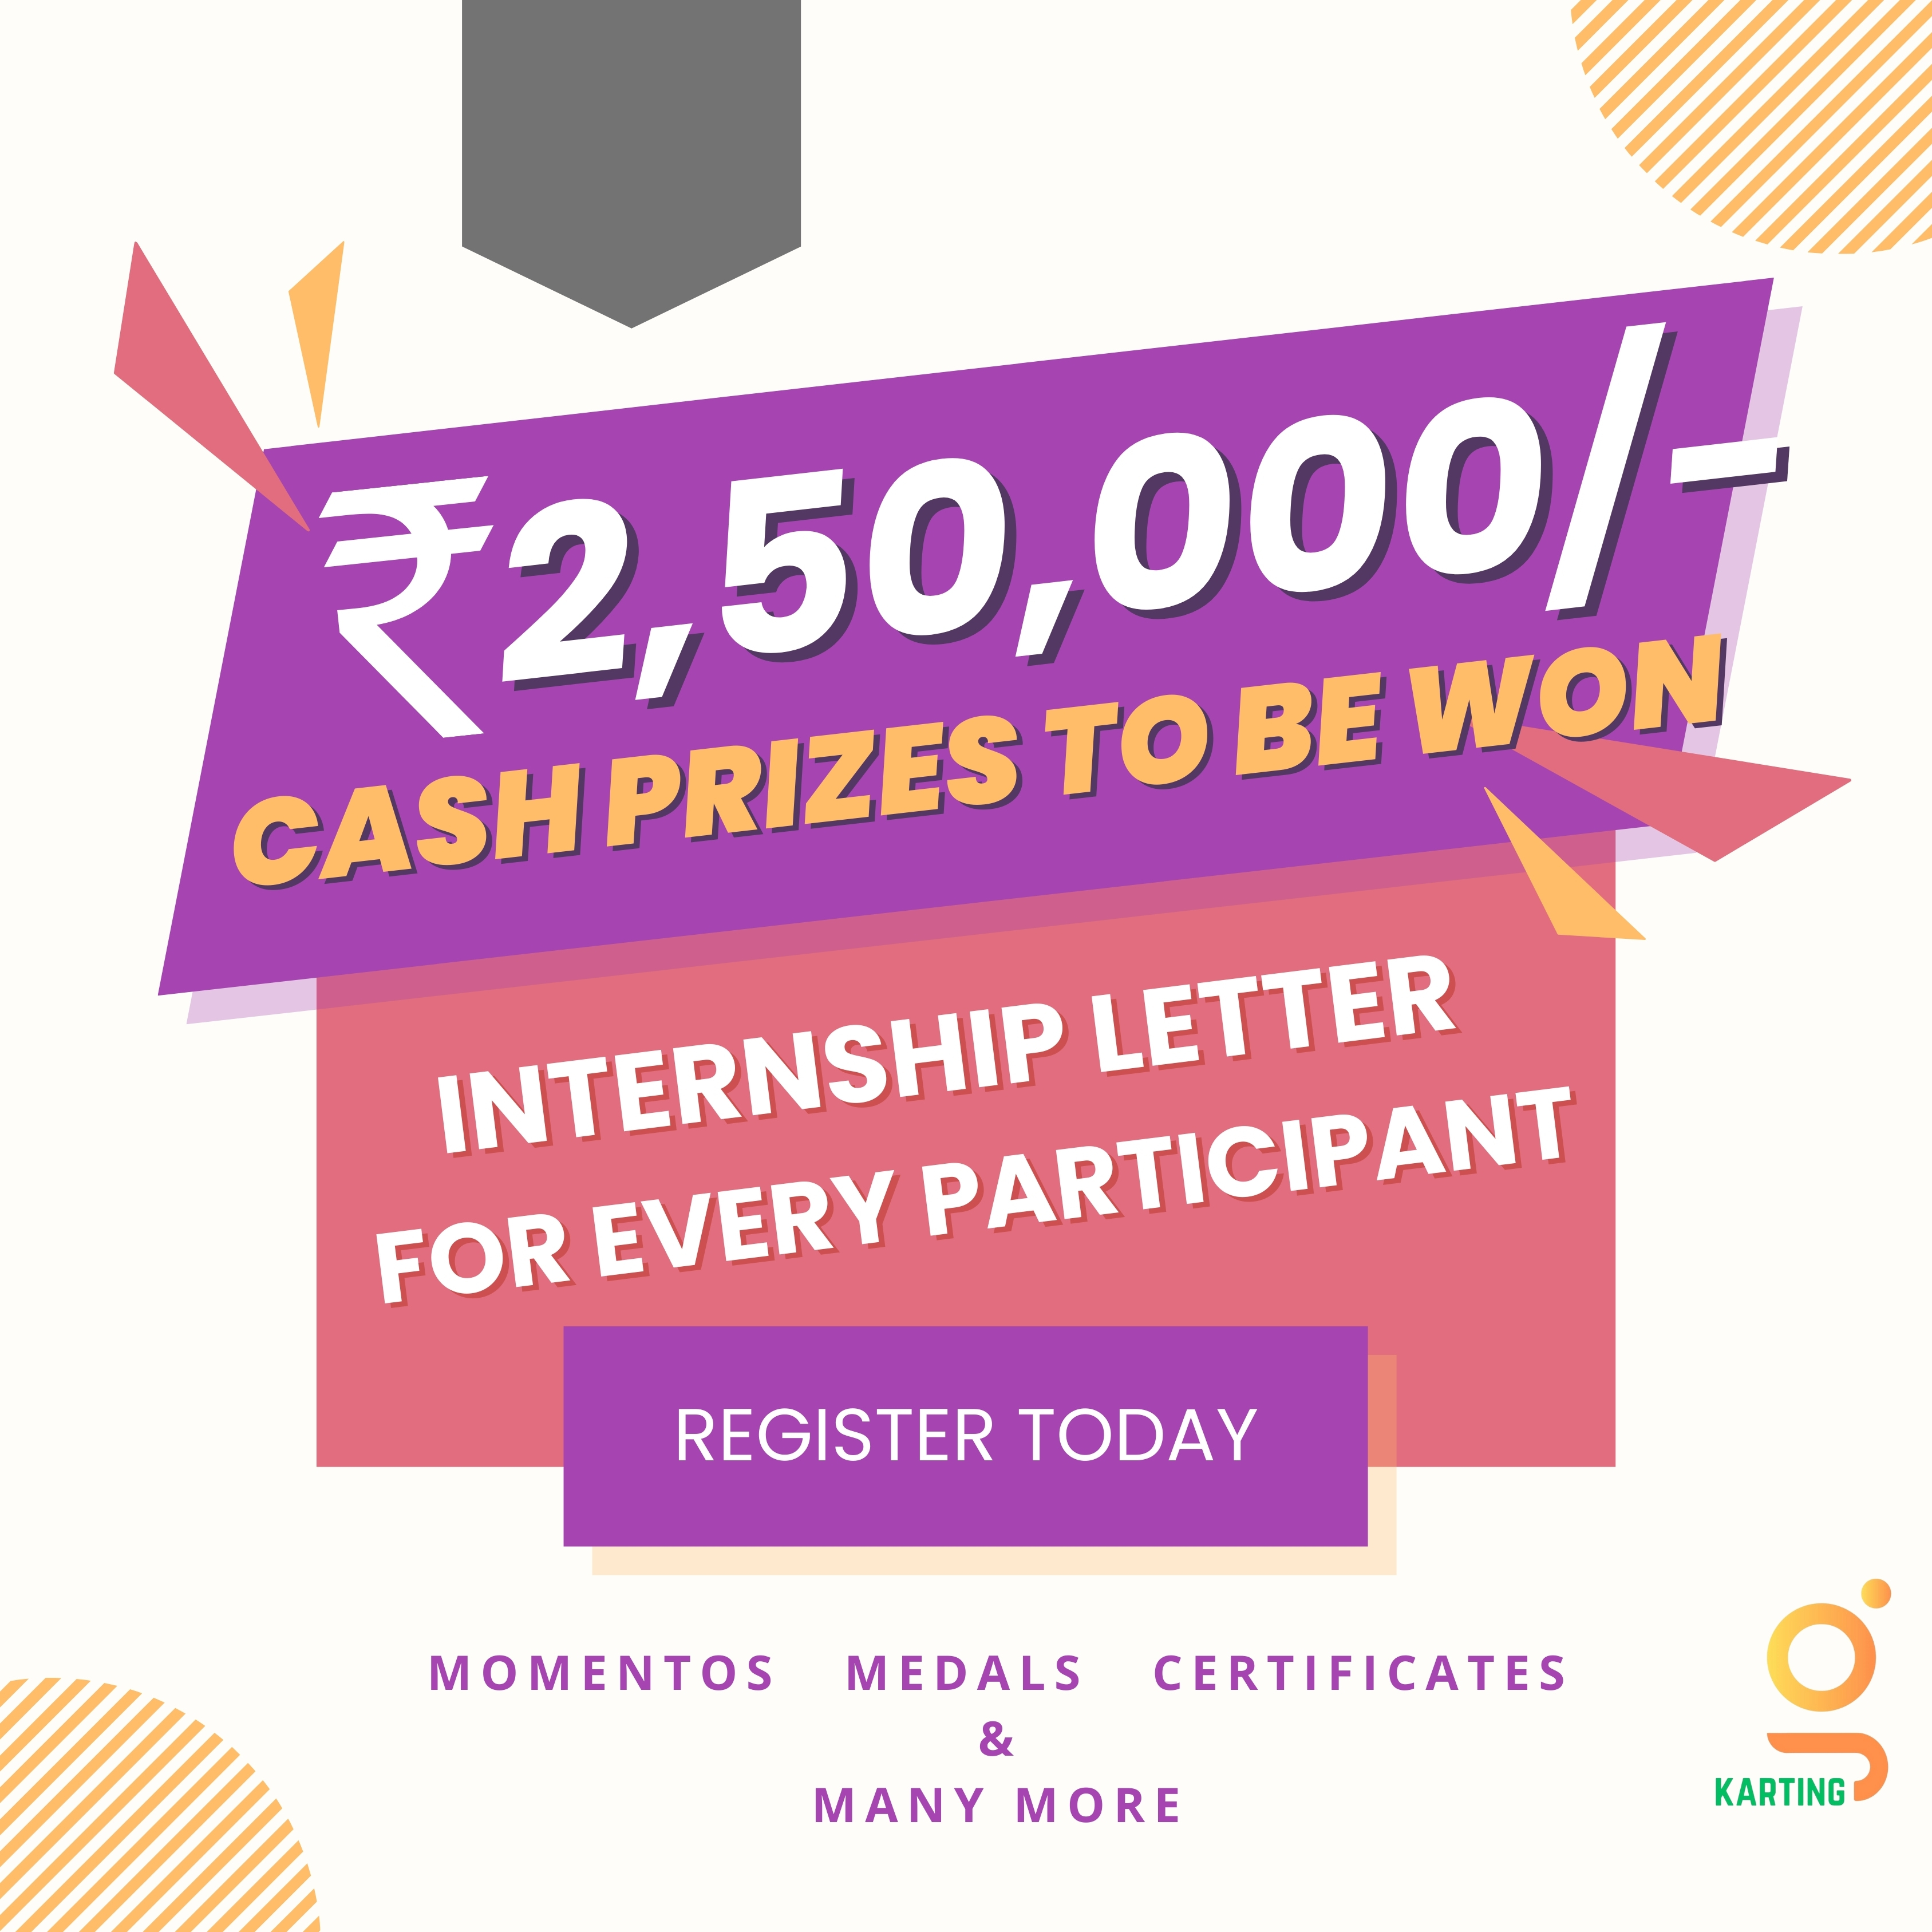 ₹2,50,000/-
CASH PRIZES TO BE WON
INTERNSHIP LETTER
FOR EVERY PARTICIPANT
REGISTER TODAY
MOMENTOS MEDALS CERTIFICATES
&
MANY MORE
g
KARTING